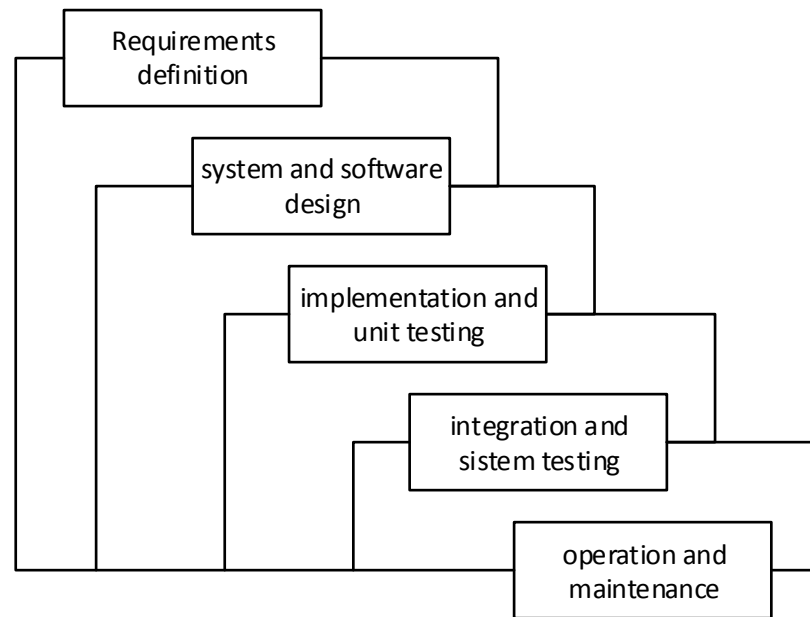 Requirements
definition
system and software
design
implementation and
unit testing
integration and
sistem testing
operation and
maintenance